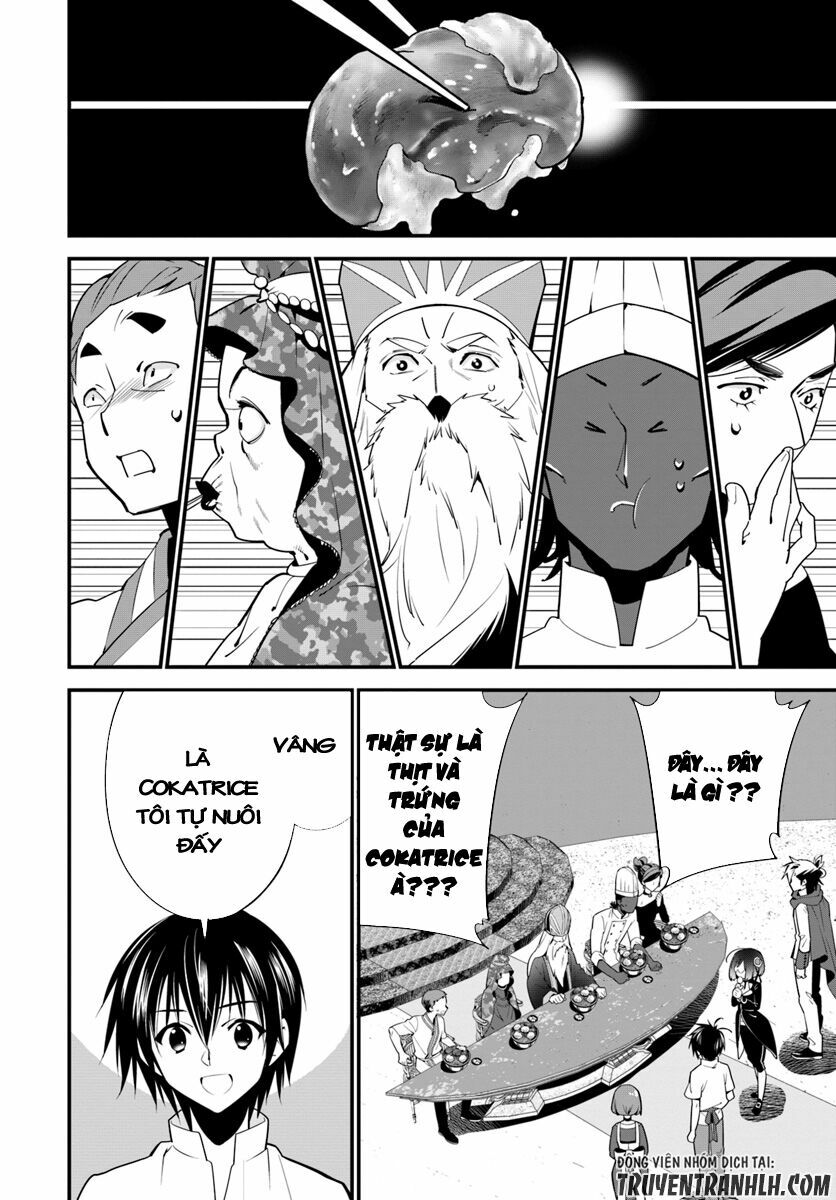 ĐÂY... ĐÂY
LÀ GÌ ??
THẬT SỰ LÀ
THỊT VÀ
TRỨNG
CỦA
COKATRICE
À???
VÂNG
LÀ
COKATRICE
TÔI TỰ NUÔI
ĐẤY
ĐỘNG VIÊN NHÓM DỊCH TẠI:
TRUYENTRANHLH.COM